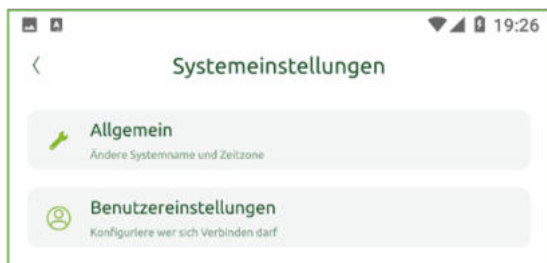 19:26
Systemeinstellungen
Allgemein
Ändere Systemname und Zeitzone
Benutzereinstellungen
Konfiguriere wer sich Verbinden darf